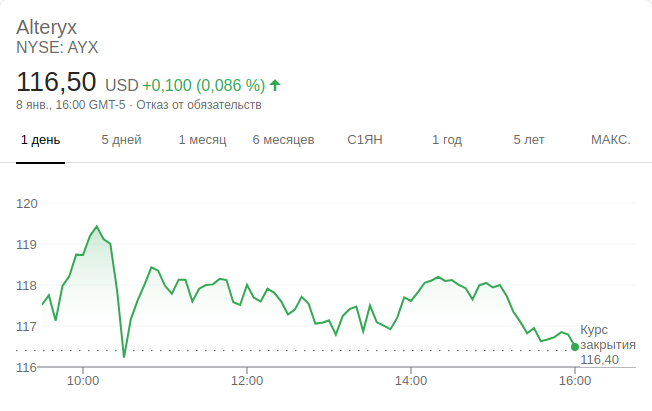 Alteryx
NYSE: AYX
116,50 USD +0,100 (0,086 %)
8 янв., 16:00 GMT-5 · Отказ от обязательств
1 день 5 дней 1 месяц 6 месяцев С1ЯН 1 год 5 лет МАКС.
120
119
118
117
Курс
закрытия
116,40
116
10:00 12:00 14:00 16:00